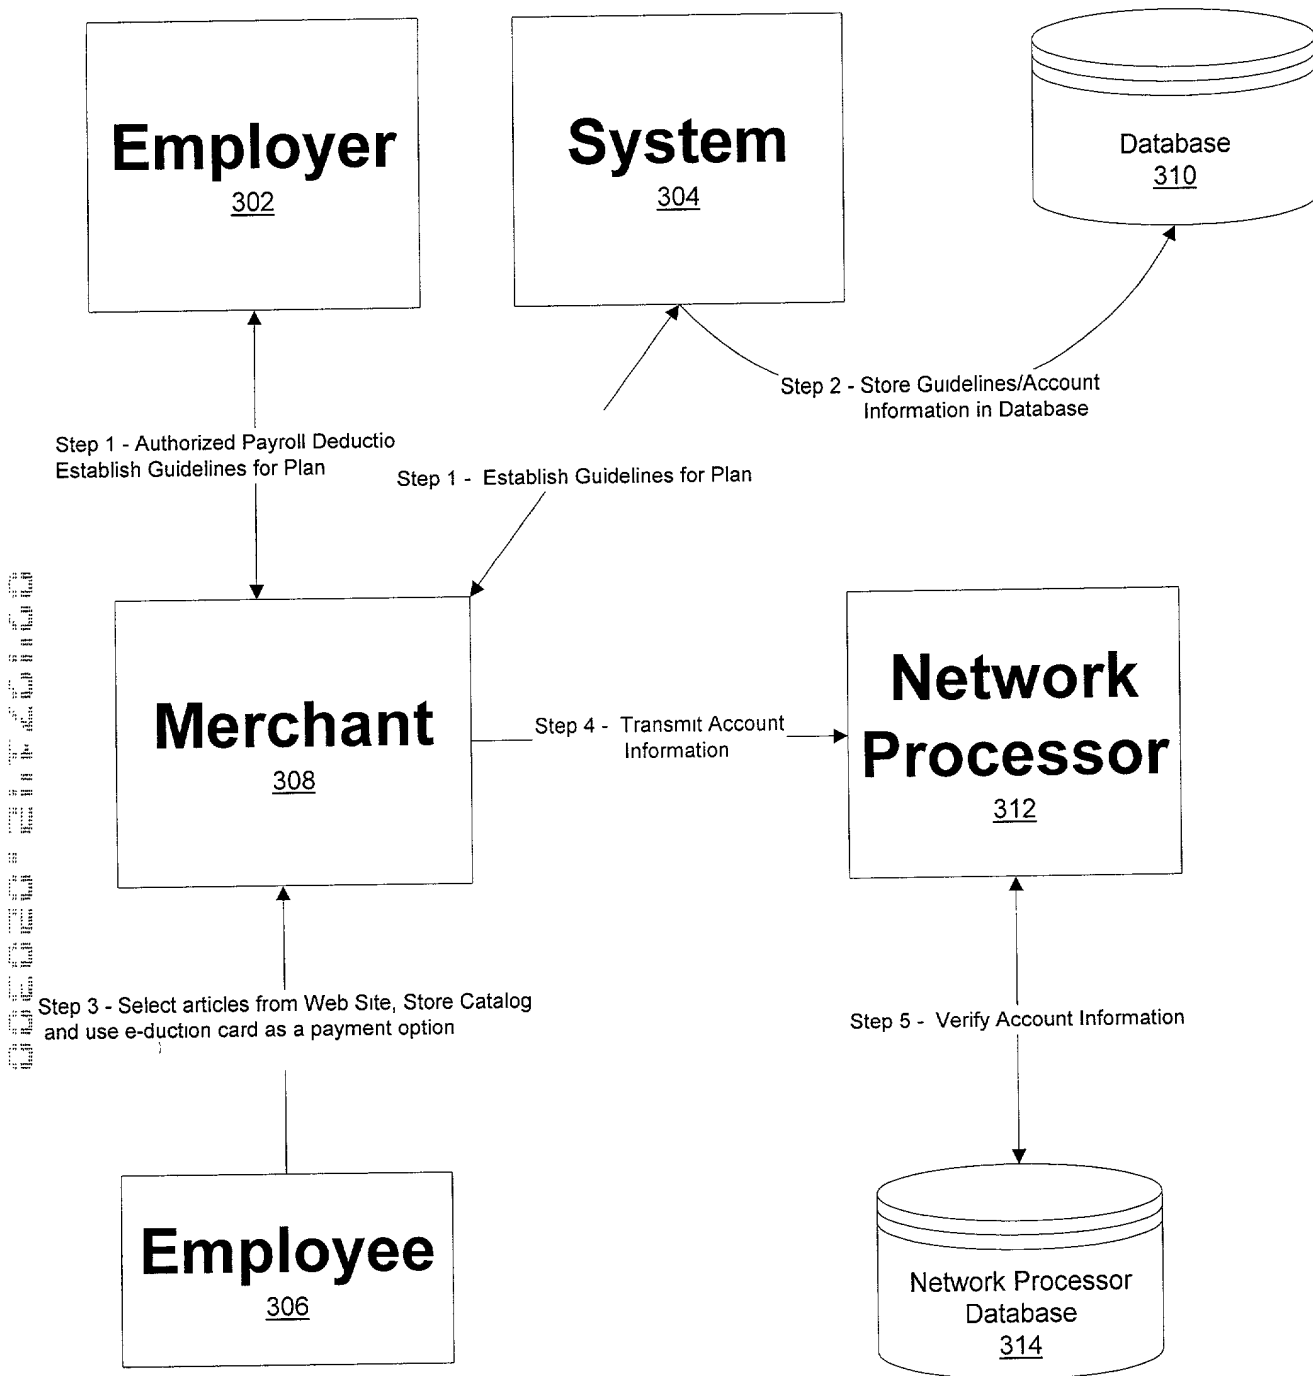 Employer
302
System
304
Database
310
Step 2 - Store Guidelines/Account
Information in Database
Step 1 - Authorized Payroll Deductio
Establish Guidelines for Plan
Step 1 - Establish Guidelines for Plan
Merchant
308
Step 4 - Transmit Account
Information
Network
Processor
312
Step 3 - Select articles from Web Site, Store Catalog
and use e-duction card as a payment option
Step 5 - Verify Account Information
Employee
306
Network Processor
Database
314